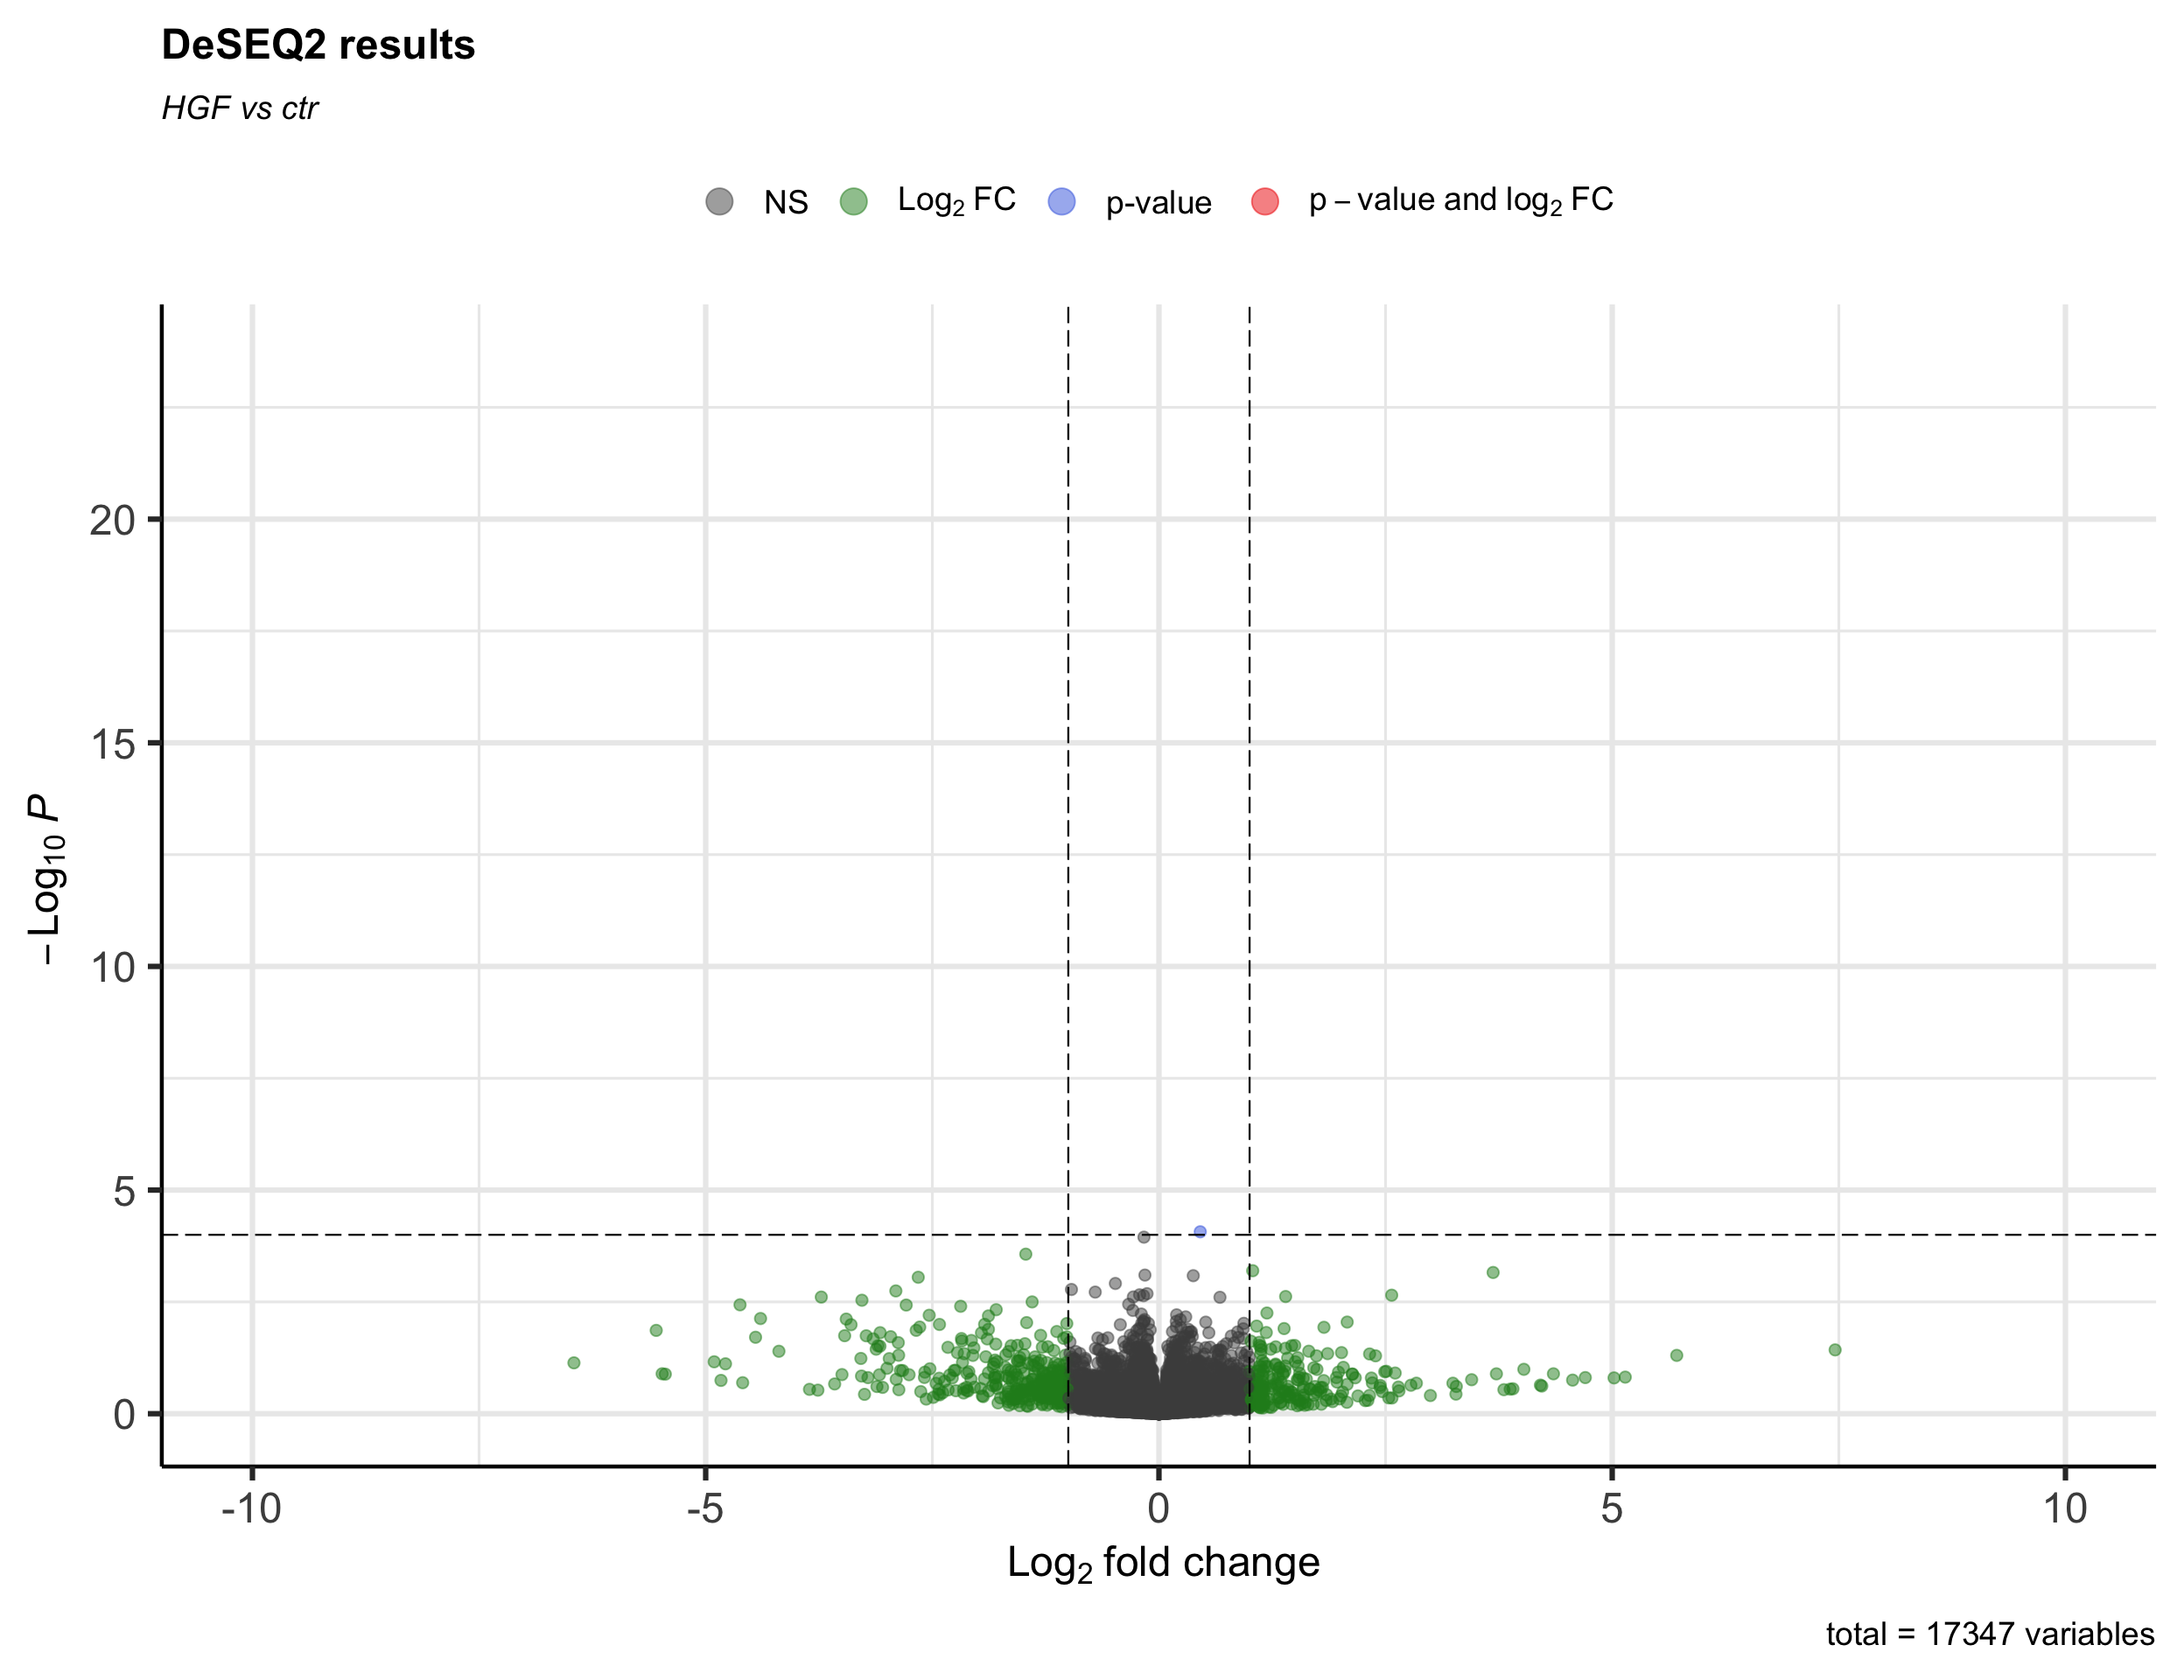 DeSEQ2 results
HGF vs ctr
NS Log2 FC p-value p – value and log2 FC
20
15
10
5
0
– Log10 P
-10 -5 0 5 10
Log2 fold change
total = 17347 variables